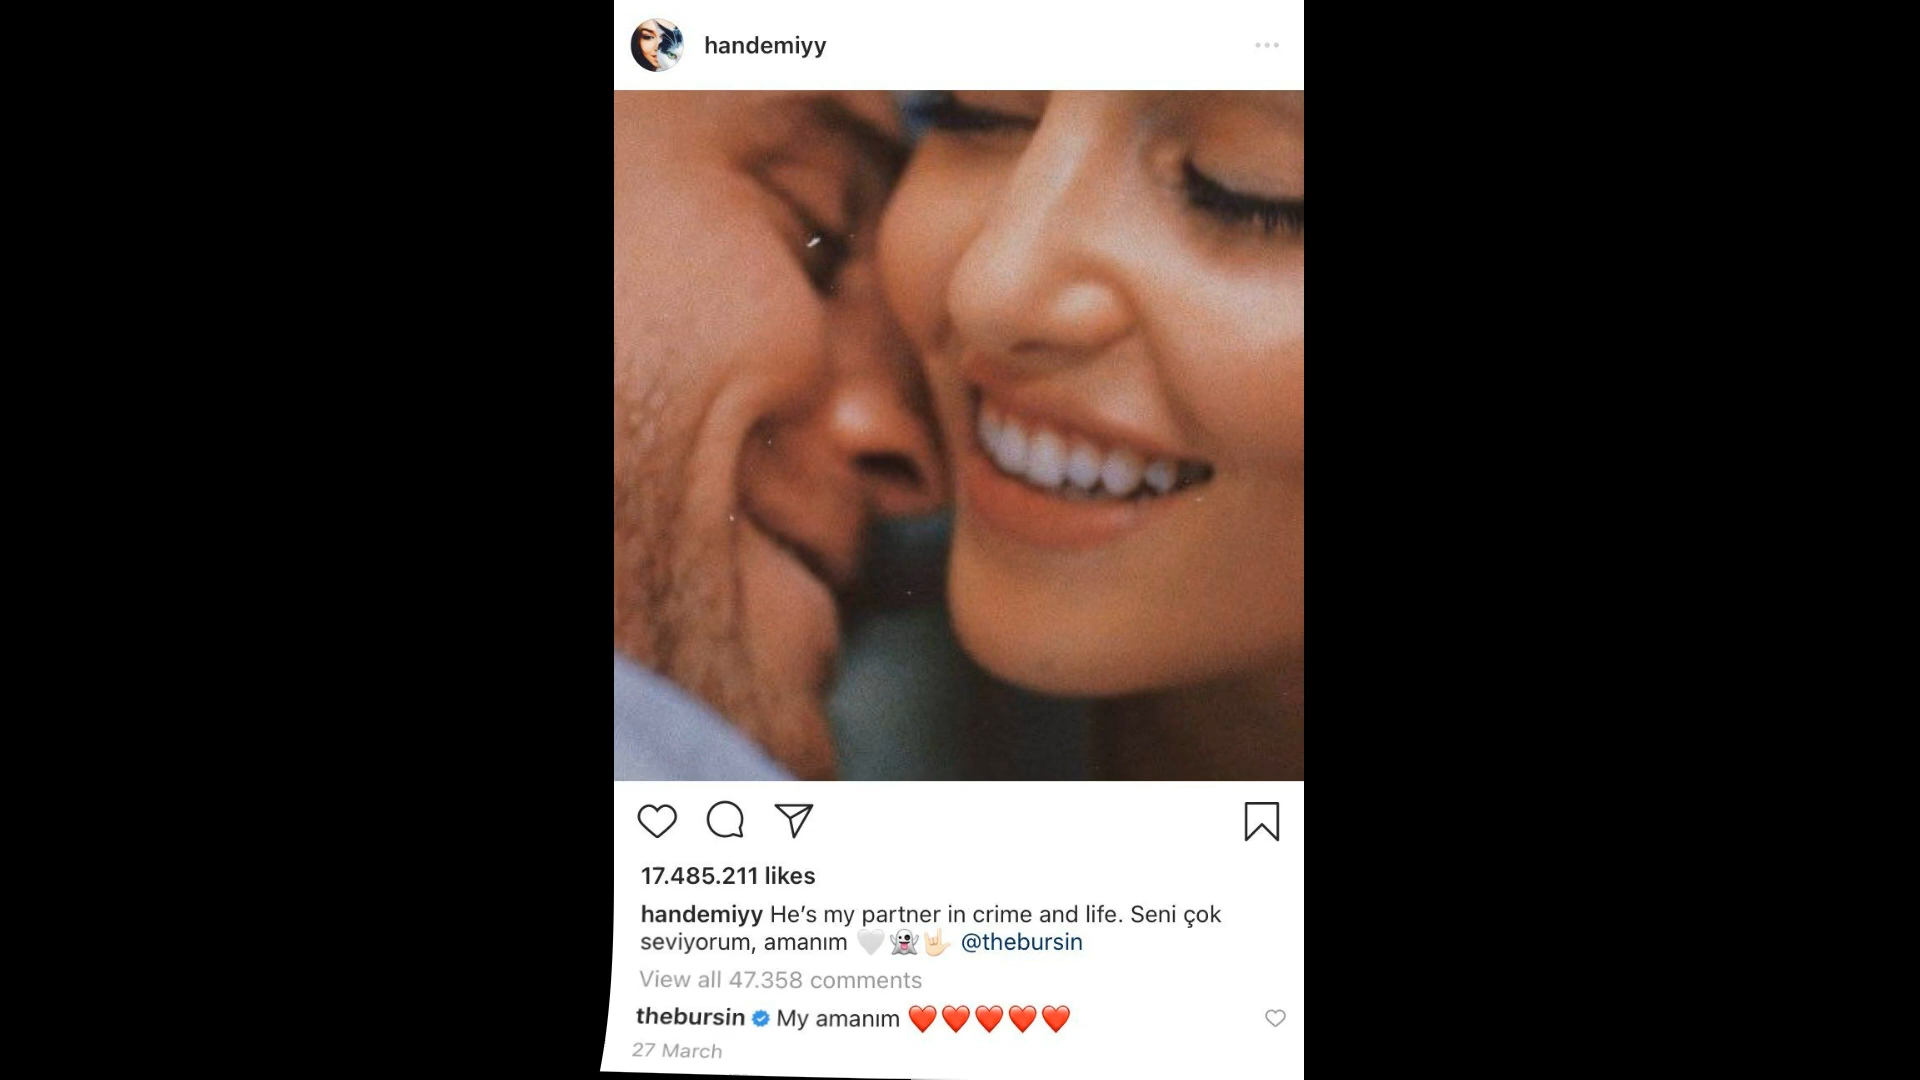 handemiyy
17.485.211 likes
handemiyy He’s my partner in crime and life. Seni çok
seviyorum, amanım 🤍👻🤟🏻 @thebursin
View all 47.358 comments
thebursin My amanım ❤️❤️❤️❤️❤️
27 March